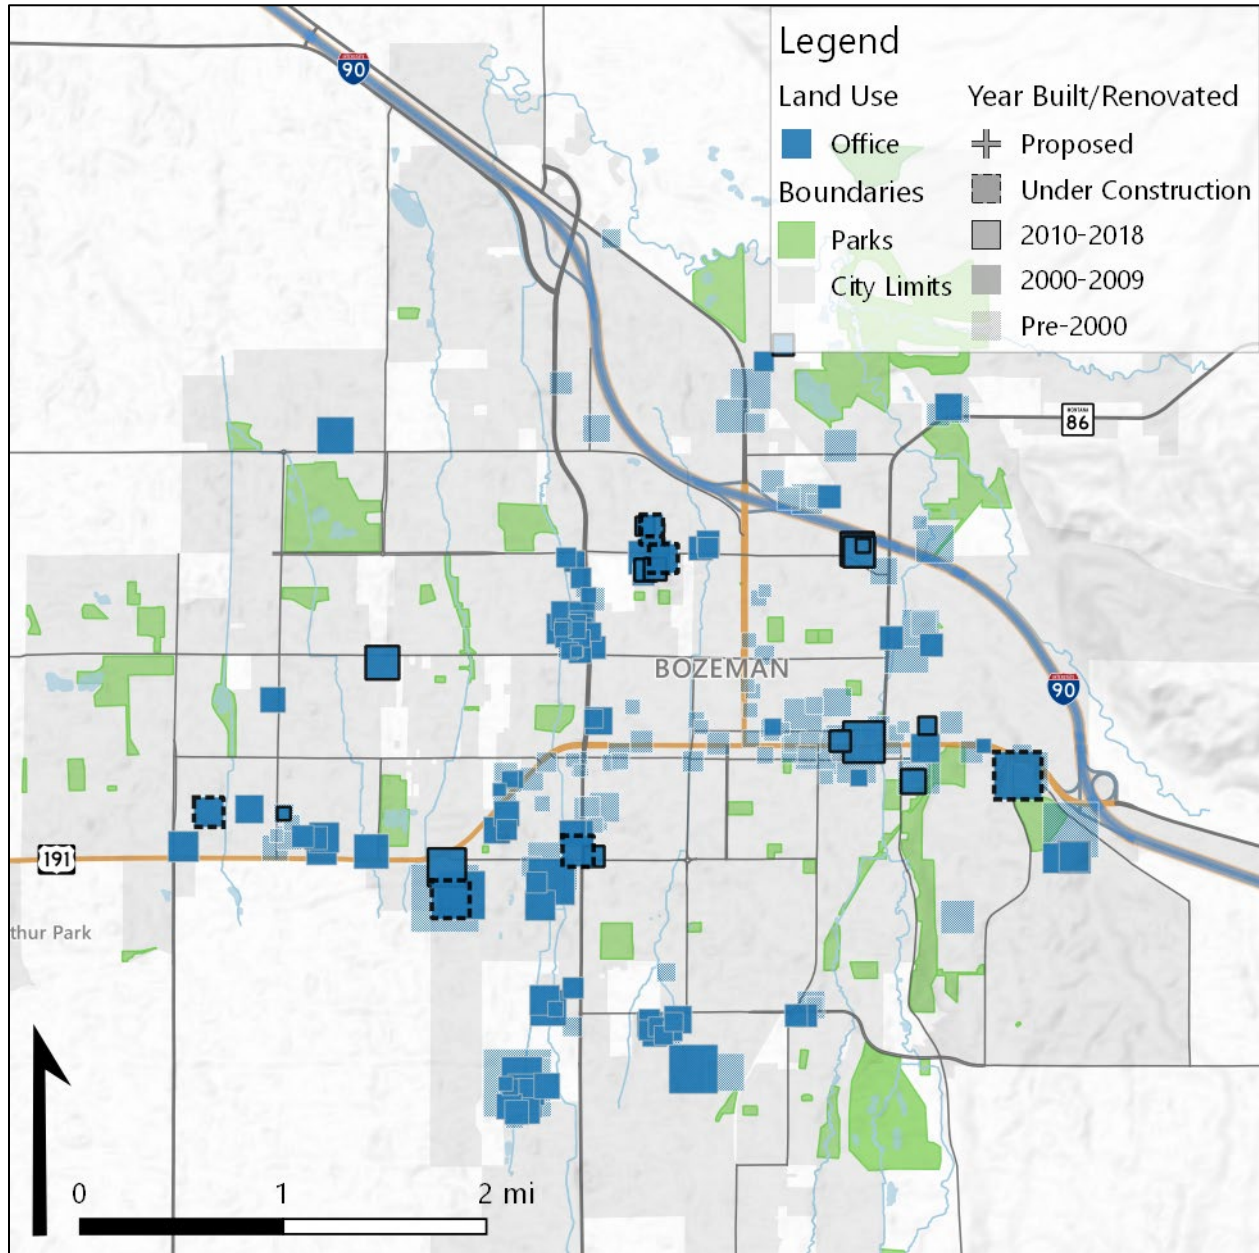 Legend
Land Use
Office
Boundaries
Parks
City Limits
Year Built/Renovated
Proposed
Under Construction
2010-2018
2000-2009
Pre-2000
90
MONTANA
86
BOZEMAN
90
191
thur Park
0 1 2 mi